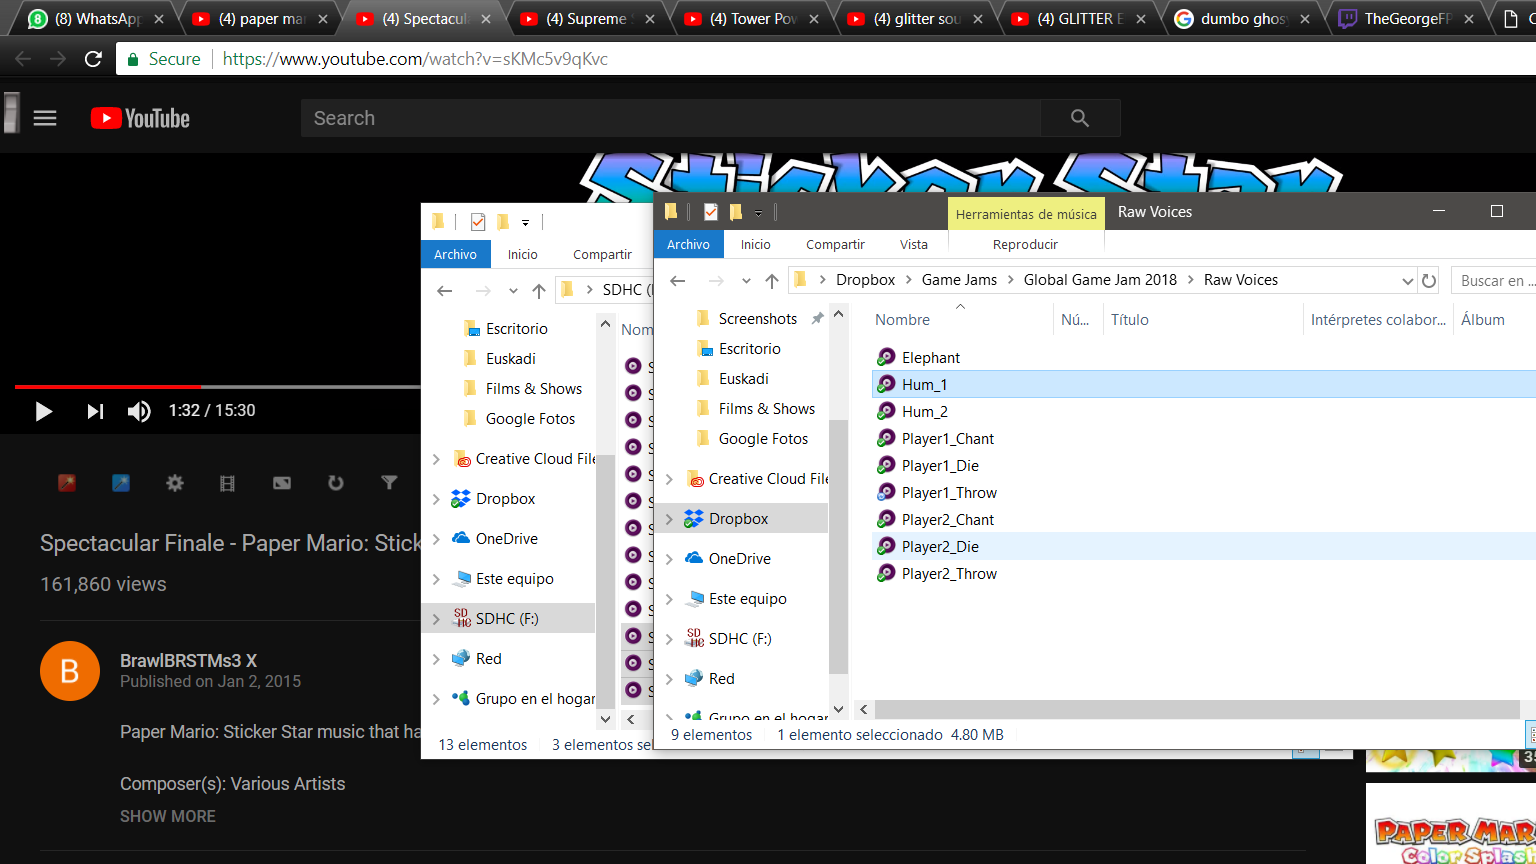 (8) WhatsApp
(4) paper mar
(4) Spectacula
(4) Supreme S
(4) Tower Pow
(4) glitter sou
(4) GLITTER E
dumbo ghos
TheGeorgeFP
C
Secure
https://www.youtube.com/watch?v=sKMc5v9qKvc
YouTube
Search
Sticker Star
1:32 / 15:30
Spectacular Finale - Paper Mario: Stick
161,860 views
B
BrawlBRSTMs3 X
Published on Jan 2, 2015
Paper Mario: Sticker Star music that ha
Composer(s): Various Artists
SHOW MORE
Archivo
Inicio
Compartir
SDHC (
Nom
Escritorio
Euskadi
Films & Shows
Google Fotos
Creative Cloud File
Dropbox
OneDrive
Este equipo
SDHC (F:)
Red
Grupo en el hogar
13 elementos
3 elementos sel
Herramientas de música
Raw Voices
Archivo
Inicio
Compartir
Vista
Reproducir
Dropbox
Game Jams
Global Game Jam 2018
Raw Voices
Buscar en ...
Screenshots
Escritorio
Euskadi
Films & Shows
Google Fotos
Creative Cloud File
Dropbox
OneDrive
Este equipo
SDHC (F:)
Red
Grupo en el hogar
Nombre
Nú...
Título
Intérpretes colabor...
Álbum
Elephant
Hum_1
Hum_2
Player1_Chant
Player1_Die
Player1_Throw
Player2_Chant
Player2_Die
Player2_Throw
9 elementos
1 elemento seleccionado
4.80 MB
35
PAPER MAR
Color Splash